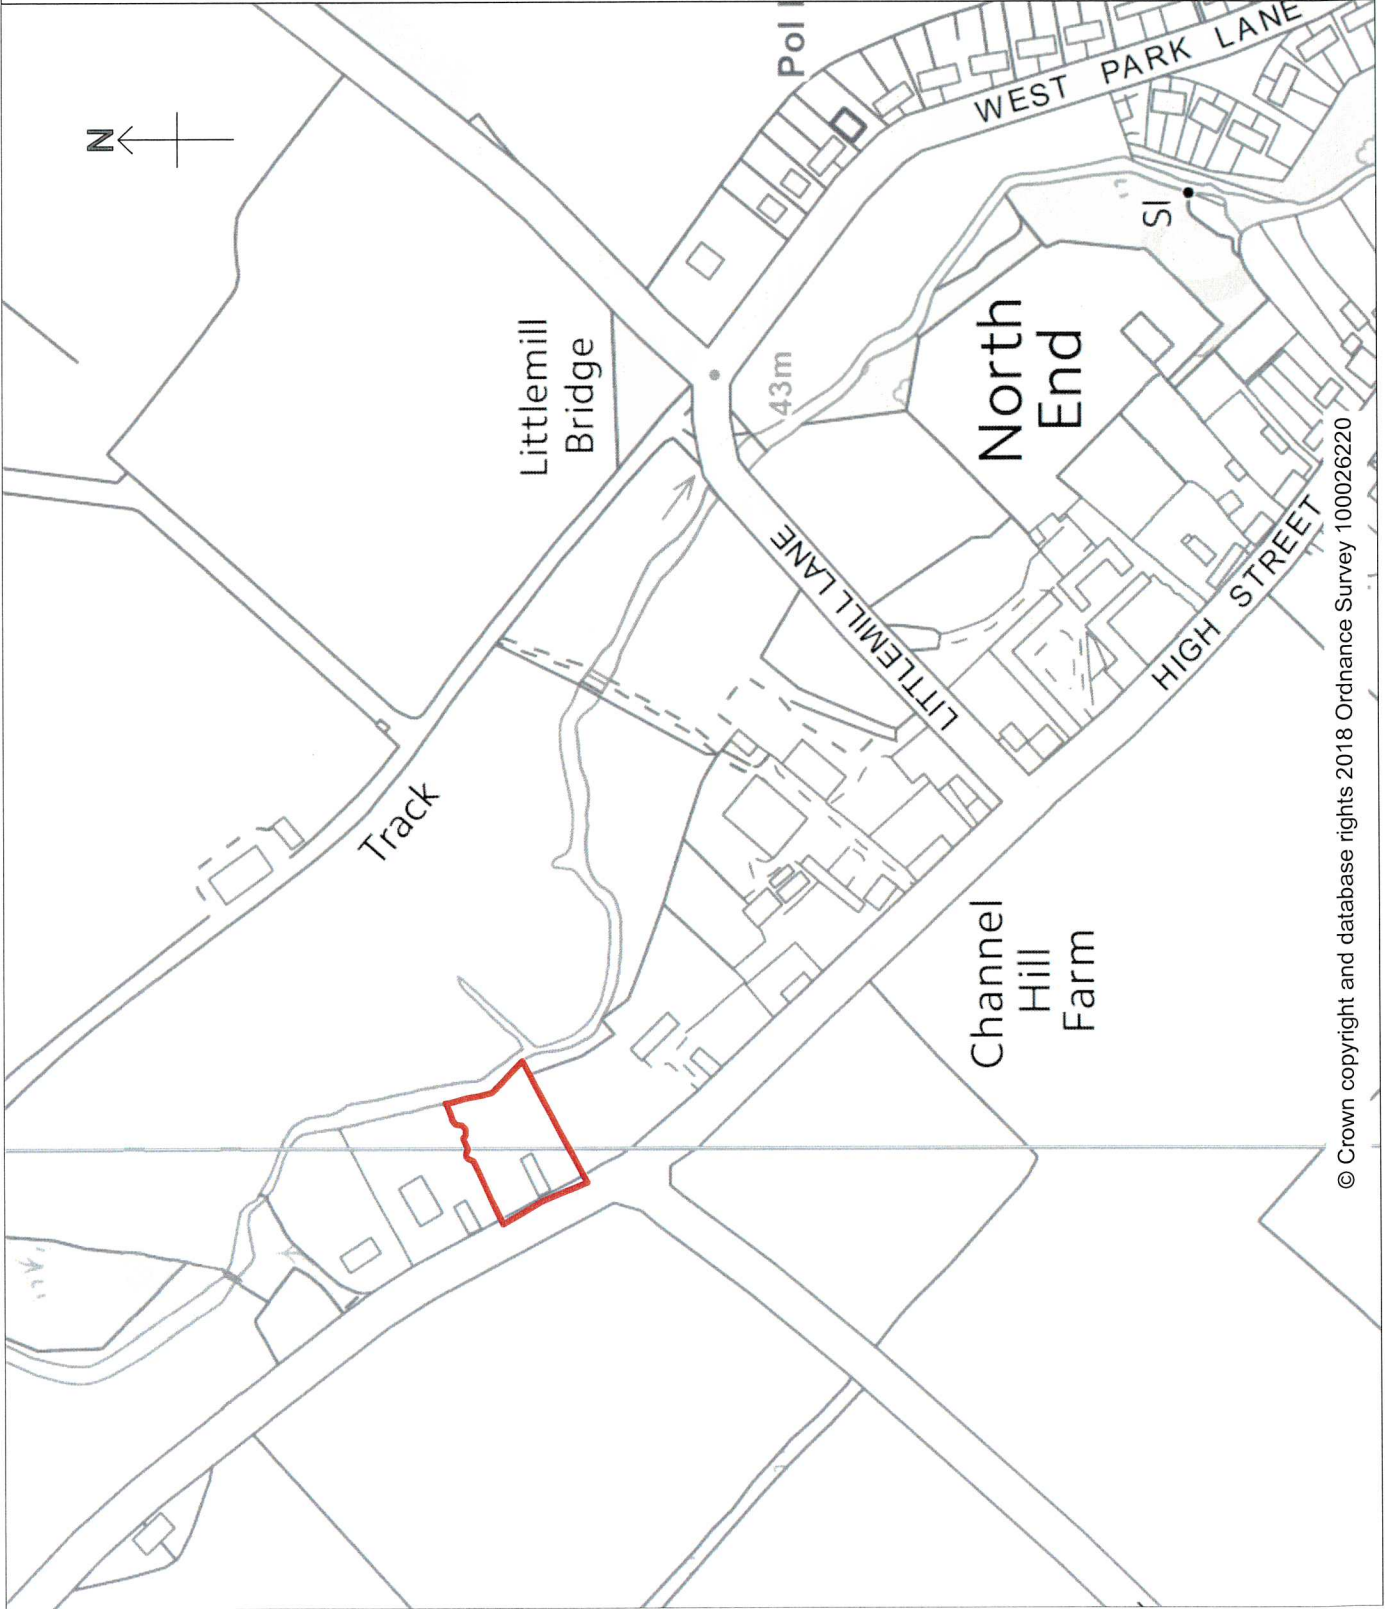 N
Track
Littlemill
Bridge
Pol
WEST PARK LANE
43m
LITTLEMILL LANE
North
End
Sl
HIGH STREET
Channel
Hill
Farm
© Crown copyright and database rights 2018 Ordnance Survey 100026220